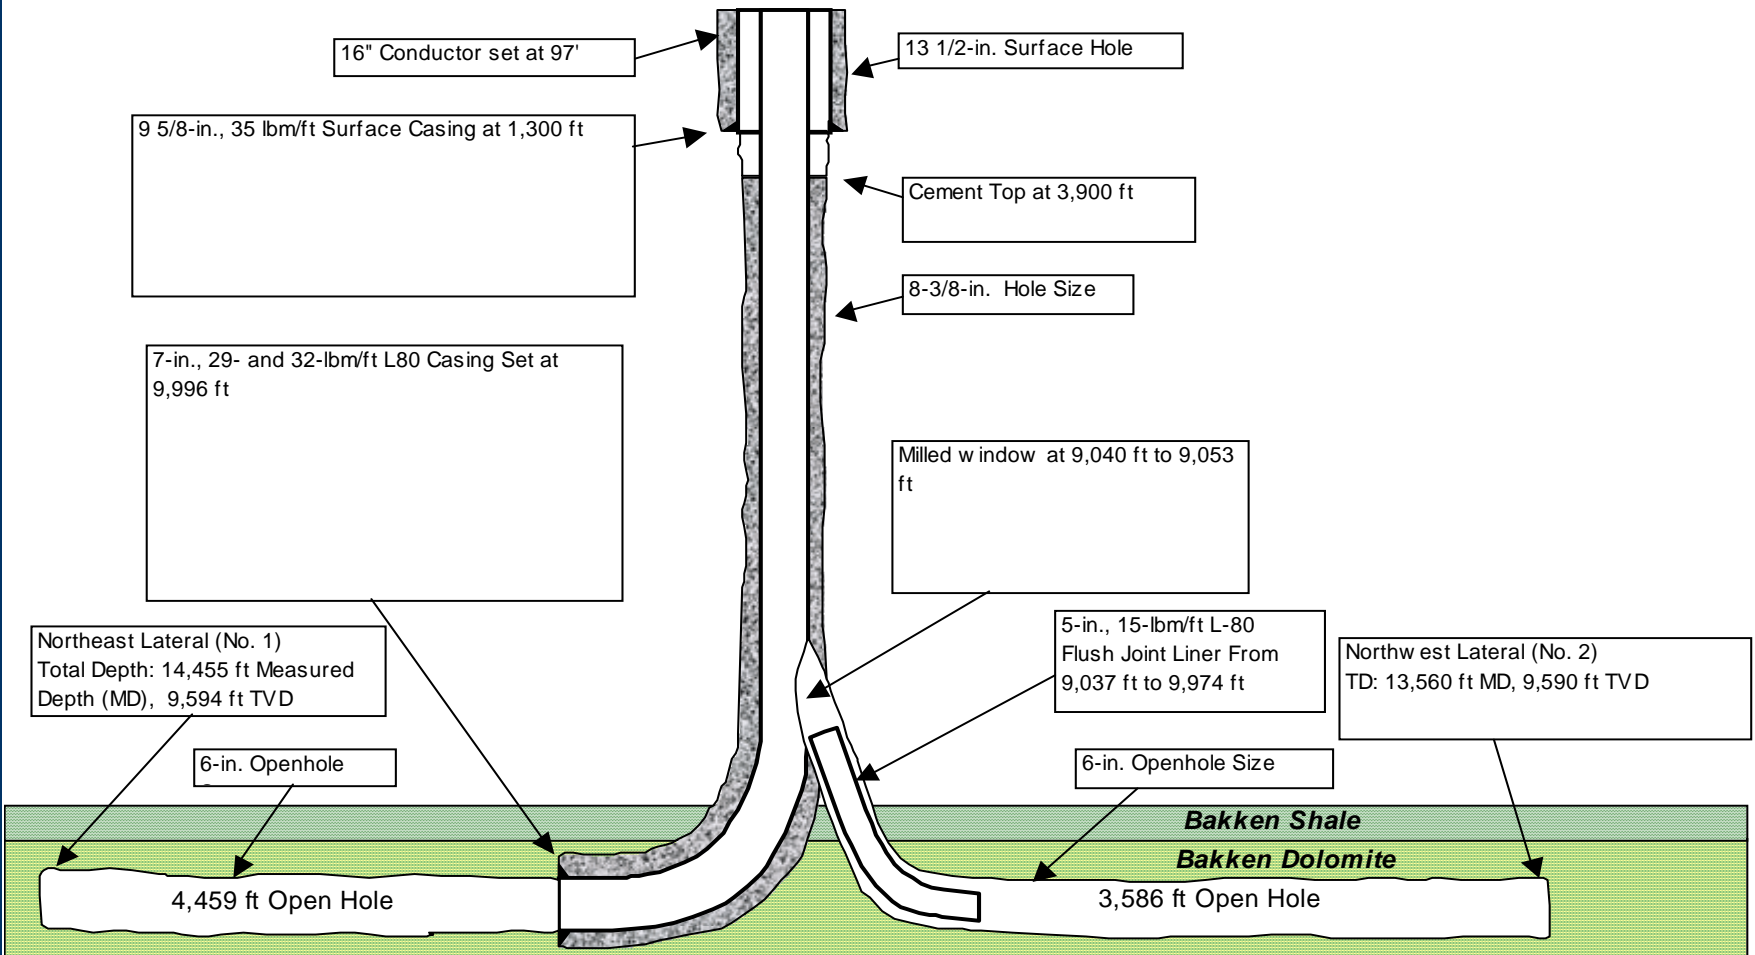 16" Conductor set at 97'
13 1/2-in. Surface Hole
9 5/8-in., 35 lbm/ft Surface Casing at 1,300 ft
Cement Top at 3,900 ft
8-3/8-in. Hole Size
7-in., 29- and 32-lbm/ft L80 Casing Set at
9,996 ft
Milled window at 9,040 ft to 9,053
ft
5-in., 15-lbm/ft L-80
Flush Joint Liner From
9,037 ft to 9,974 ft
Northeast Lateral (No. 1)
Total Depth: 14,455 ft Measured
Depth (MD), 9,594 ft TVD
Northwest Lateral (No. 2)
TD: 13,560 ft MD, 9,590 ft TVD
6-in. Openhole
6-in. Openhole Size
Bakken Shale
Bakken Dolomite
4,459 ft Open Hole
3,586 ft Open Hole